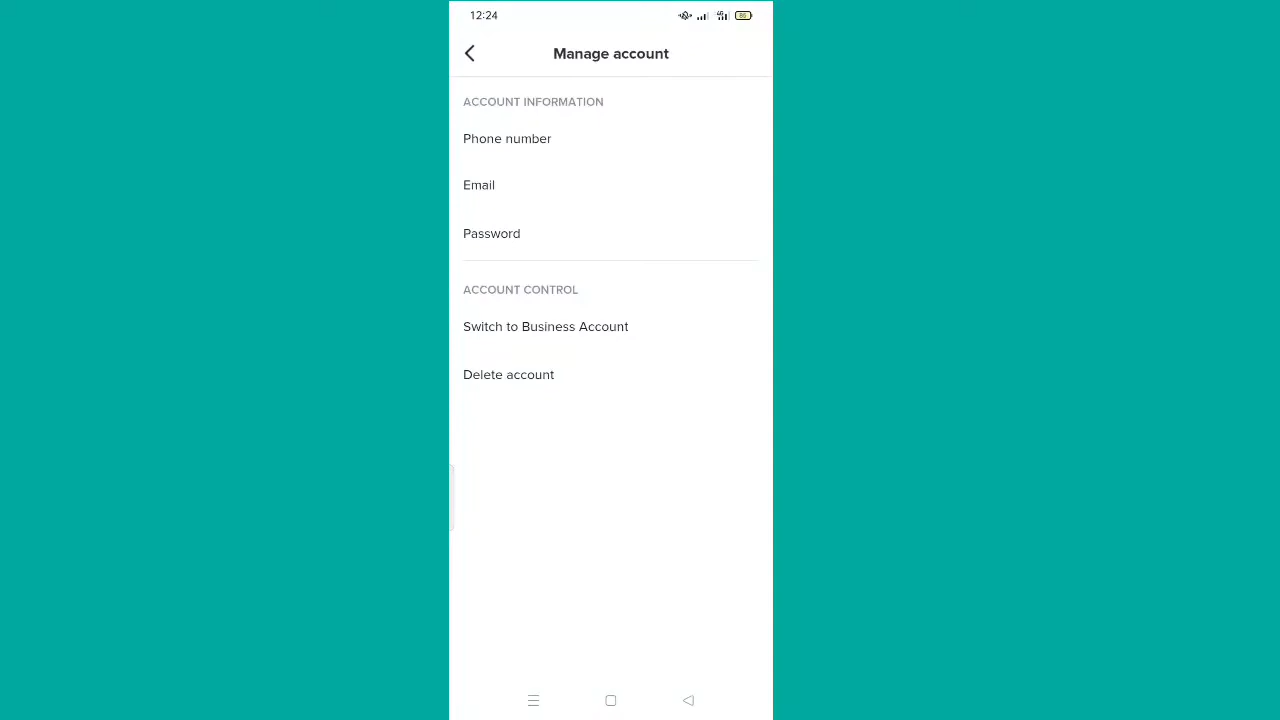 12:24
Manage account
ACCOUNT INFORMATION
Phone number
Email
Password
ACCOUNT CONTROL
Switch to Business Account
Delete account